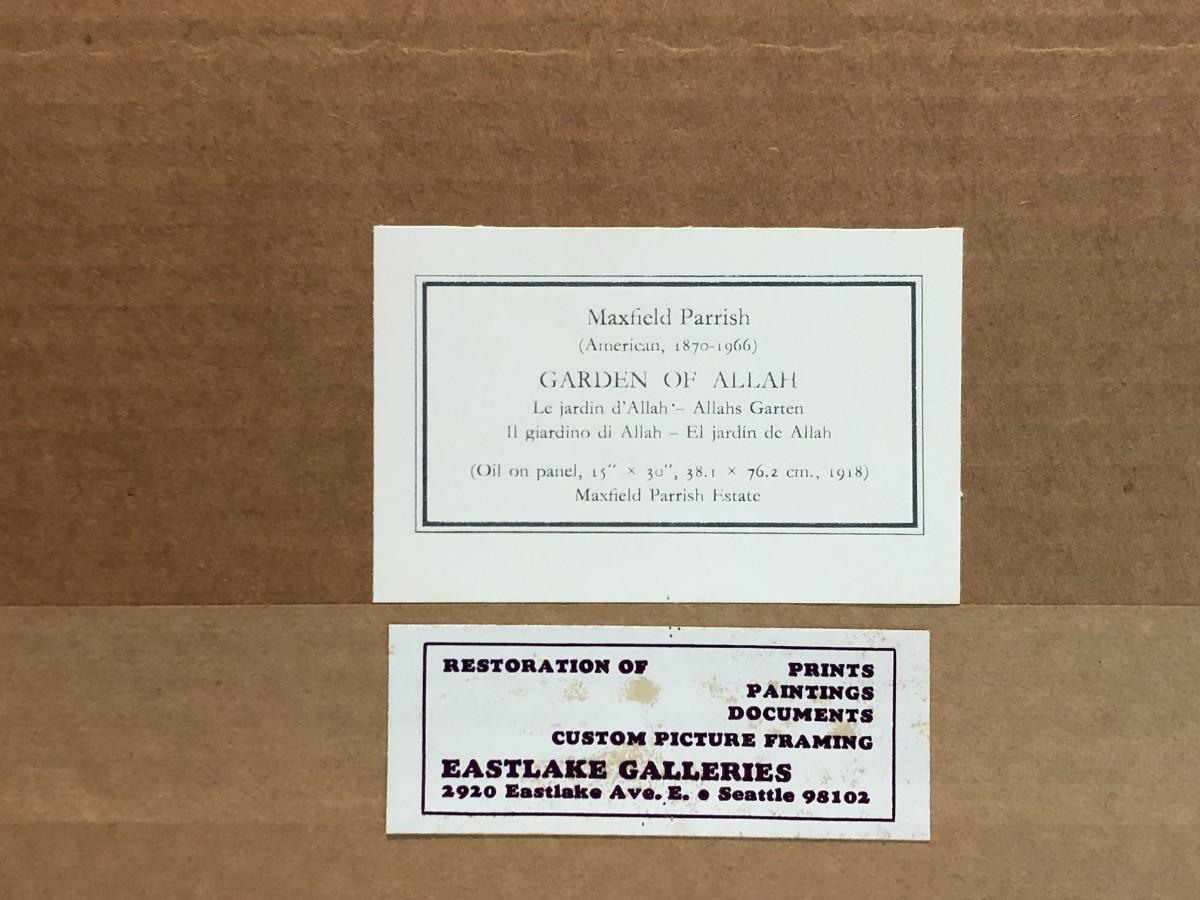 Maxfield Parrish
(American, 1870-1966)
GARDEN OF ALLAH
Le jardin d'Allah – Allahs Garten
Il giardino di Allah – El jardín de Allah
(Oil on panel, 15″ × 30″, 38.1 × 76.2 cm., 1918)
Maxfield Parrish Estate
RESTORATION OF PRINTS
PAINTINGS
DOCUMENTS
CUSTOM PICTURE FRAMING
EASTLAKE GALLERIES
2920 Eastlake Ave. E. • Seattle 98102